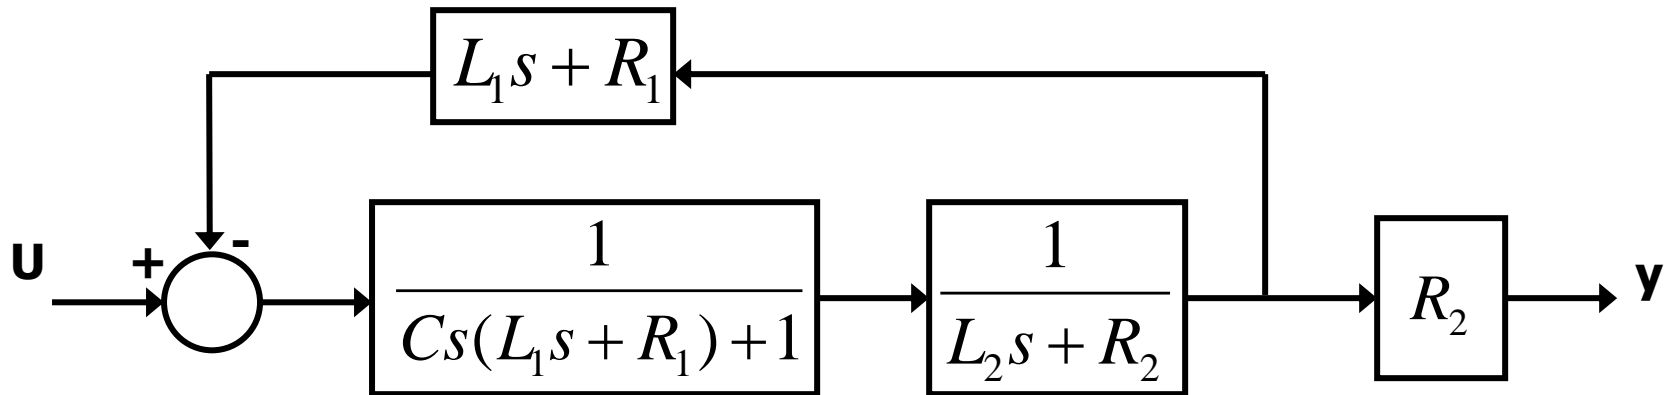 L₁s + R₁
U
+
-
1
Cs(L₁s + R₁) + 1
1
L₂s + R₂
R₂
y